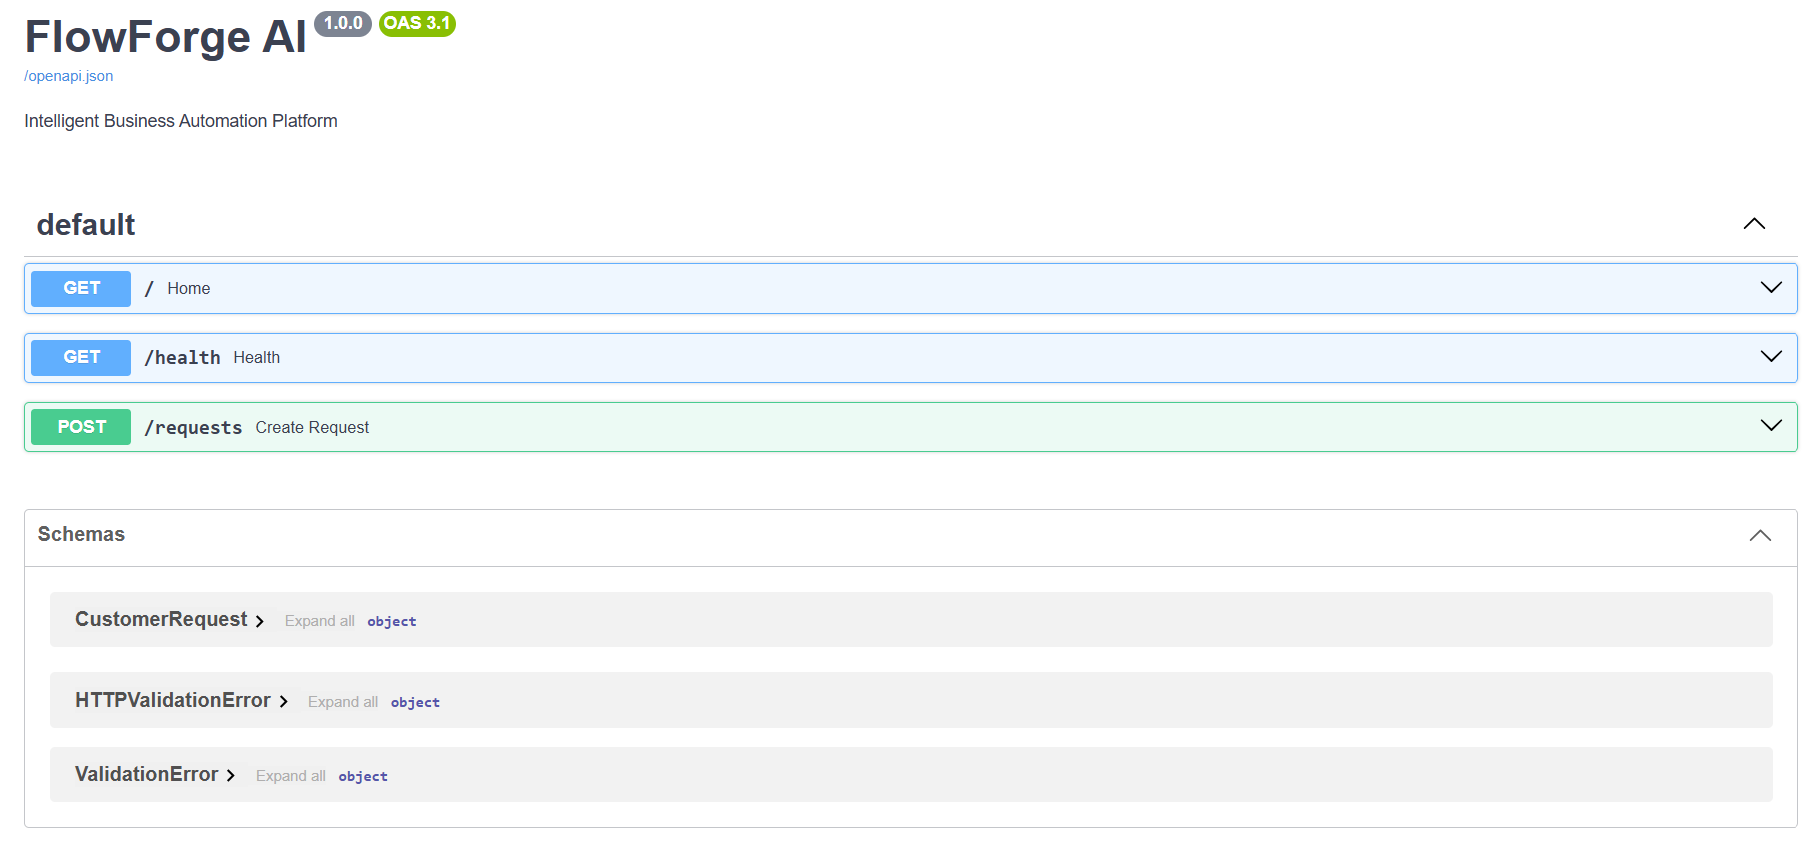 FlowForge AI 1.0.0 OAS 3.1
/openapi.json
Intelligent Business Automation Platform
default
GET / Home
GET /health Health
POST /requests Create Request
Schemas
CustomerRequest Expand all object
HTTPValidationError Expand all object
ValidationError Expand all object